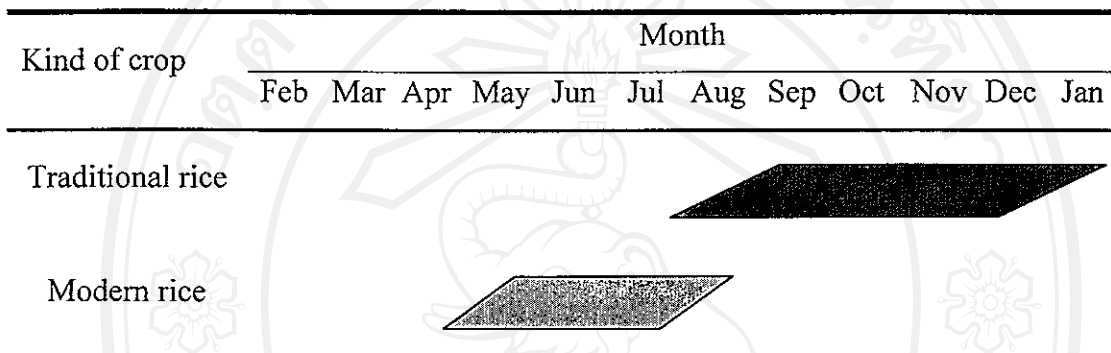 Month
Kind of crop
Feb Mar Apr May Jun Jul Aug Sep Oct Nov Dec Jan
Traditional rice
Modern rice